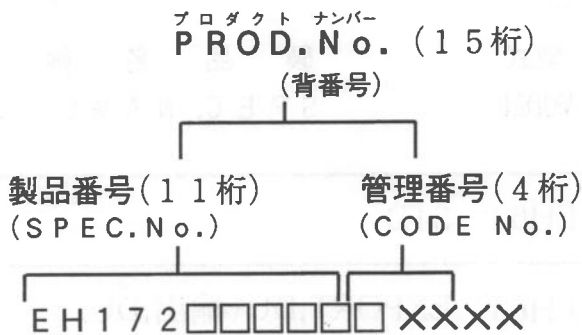 プロダクト ナンバー
PROD.No.(15桁)
(背番号)
製品番号(11桁) 管理番号(4桁)
(SPEC.No.) (CODE No.)
EH172□□□□□□××××